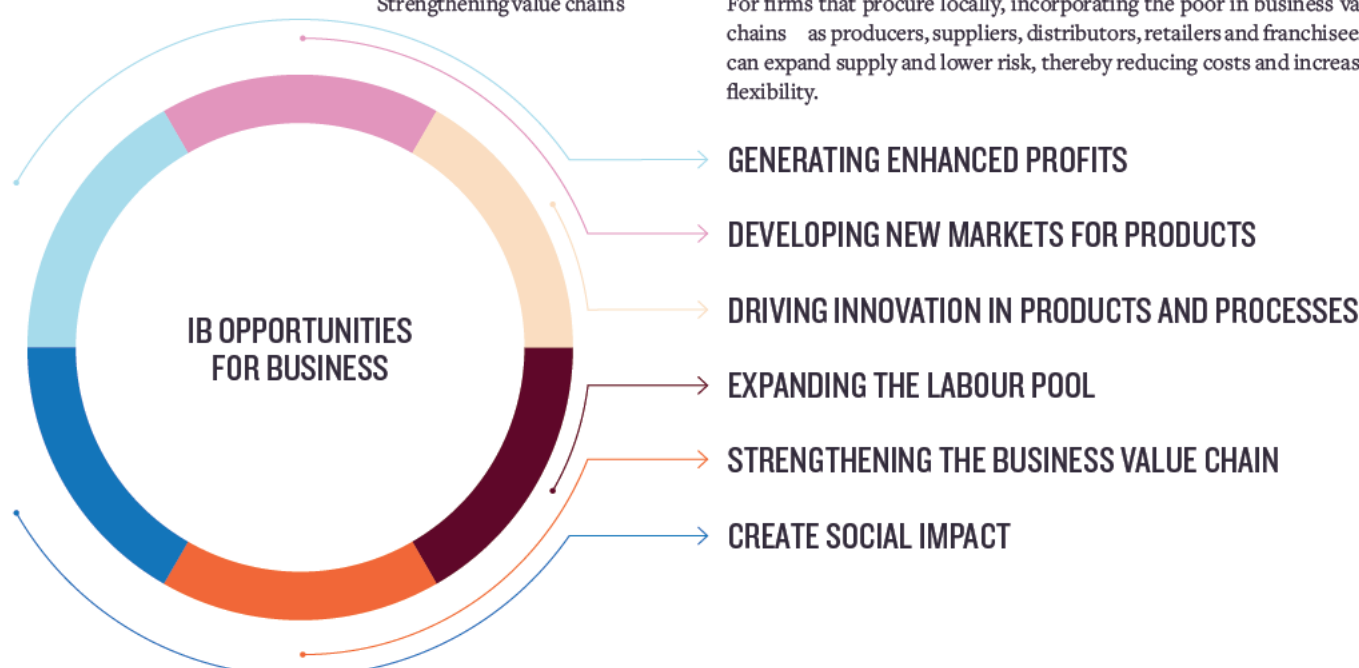 Strengthening value chains
For firms that procure locally, incorporating the poor in business va
chains as producers, suppliers, distributors, retailers and franchisee
can expand supply and lower risk, thereby reducing costs and increas
flexibility.
GENERATING ENHANCED PROFITS
DEVELOPING NEW MARKETS FOR PRODUCTS
DRIVING INNOVATION IN PRODUCTS AND PROCESSES
IB OPPORTUNITIES
FOR BUSINESS
EXPANDING THE LABOUR POOL
STRENGTHENING THE BUSINESS VALUE CHAIN
CREATE SOCIAL IMPACT